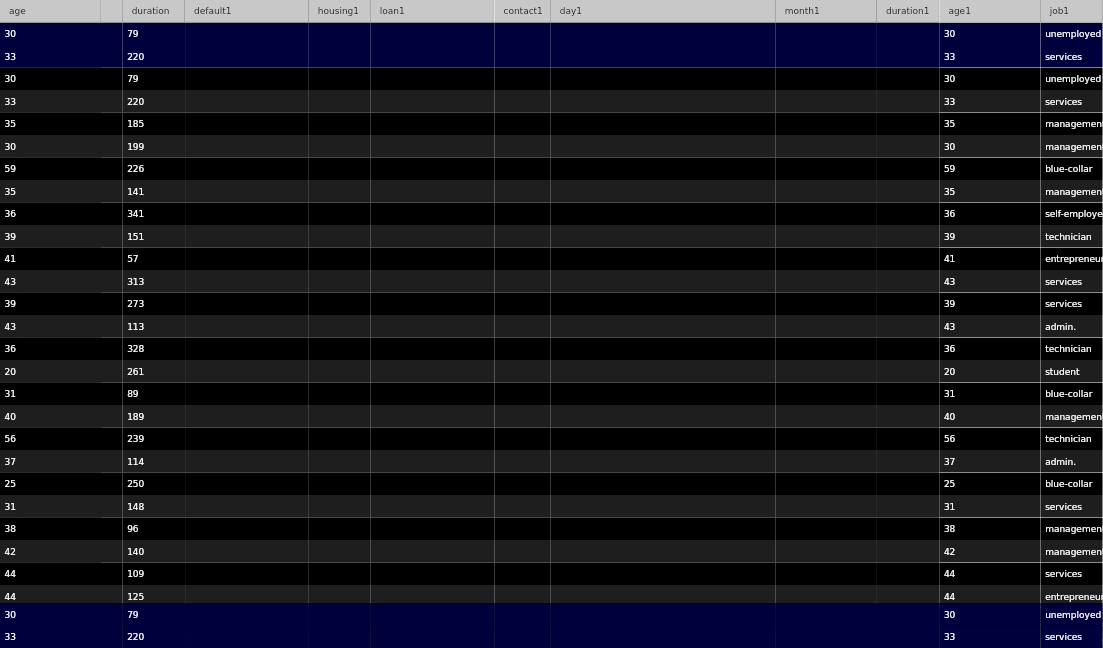 age duration default1 housing1 loan1 contact1 day1 month1 duration1 age1 job1
30 79 30 unemployed
33 220 33 services
30 79 30 unemployed
33 220 33 services
35 185 35 managemen
30 199 30 managemen
59 226 59 blue-collar
35 141 35 managemen
36 341 36 self-employe
39 151 39 technician
41 57 41 entrepreneu
43 313 43 services
39 273 39 services
43 113 43 admin.
36 328 36 technician
20 261 20 student
31 89 31 blue-collar
40 189 40 managemen
56 239 56 technician
37 114 37 admin.
25 250 25 blue-collar
31 148 31 services
38 96 38 managemen
42 140 42 managemen
44 109 44 services
44 125 44 entrepreneu
30 79 30 unemployed
33 220 33 services